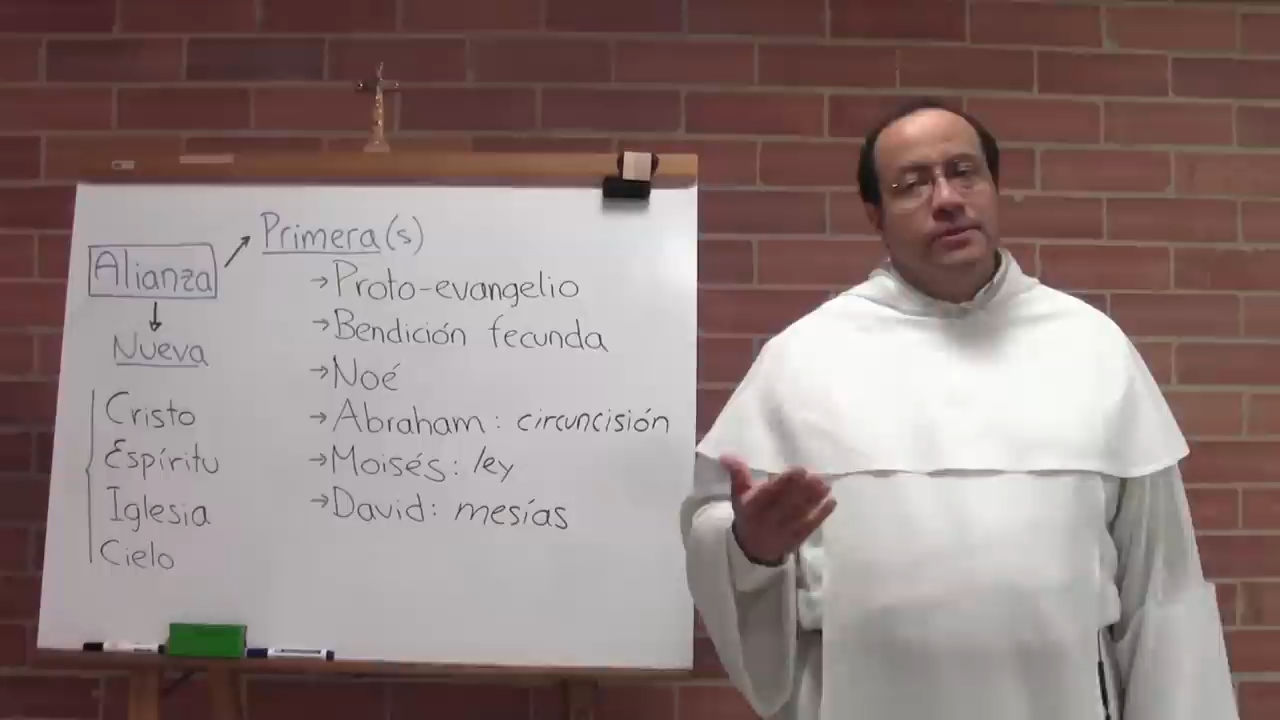 Alianza
Nueva
Cristo
Espíritu
Iglesia
Cielo
Primera(s)
→Proto-evangelio
→Bendición fecunda
→Noé
→Abraham: circuncisión
→Moisés: ley
→David: mesías